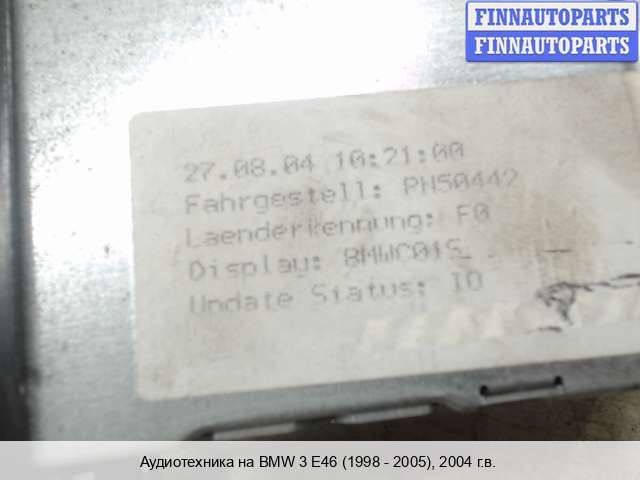 FINNAUTOPARTS
FINNAUTOPARTS
27.08.04 10:21:00
Fahrgestell: PN50442
Laenderkennung: F0
Display: BMWC01S
Update Status: IO
Аудиотехника на BMW 3 E46 (1998 - 2005), 2004 г.в.